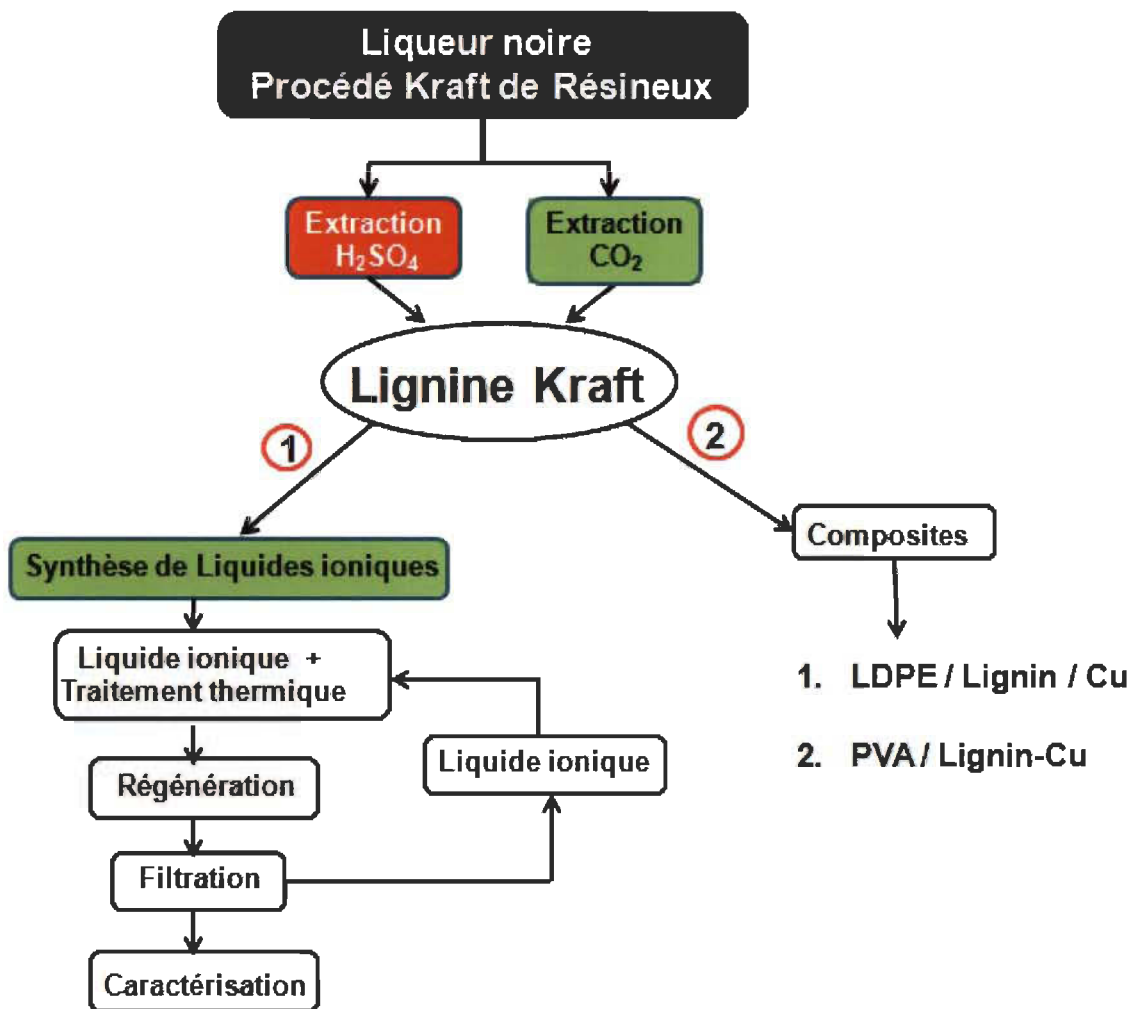 Liqueur noire
Procédé Kraft de Résineux
Extraction
H₂SO₄
Extraction
CO₂
Lignine Kraft
1
2
Synthèse de Liquides ioniques
Composites
Liquide ionique +
Traitement thermique
1. LDPE / Lignin / Cu
Liquide ionique
2. PVA / Lignin-Cu
Régénération
Filtration
Caractérisation